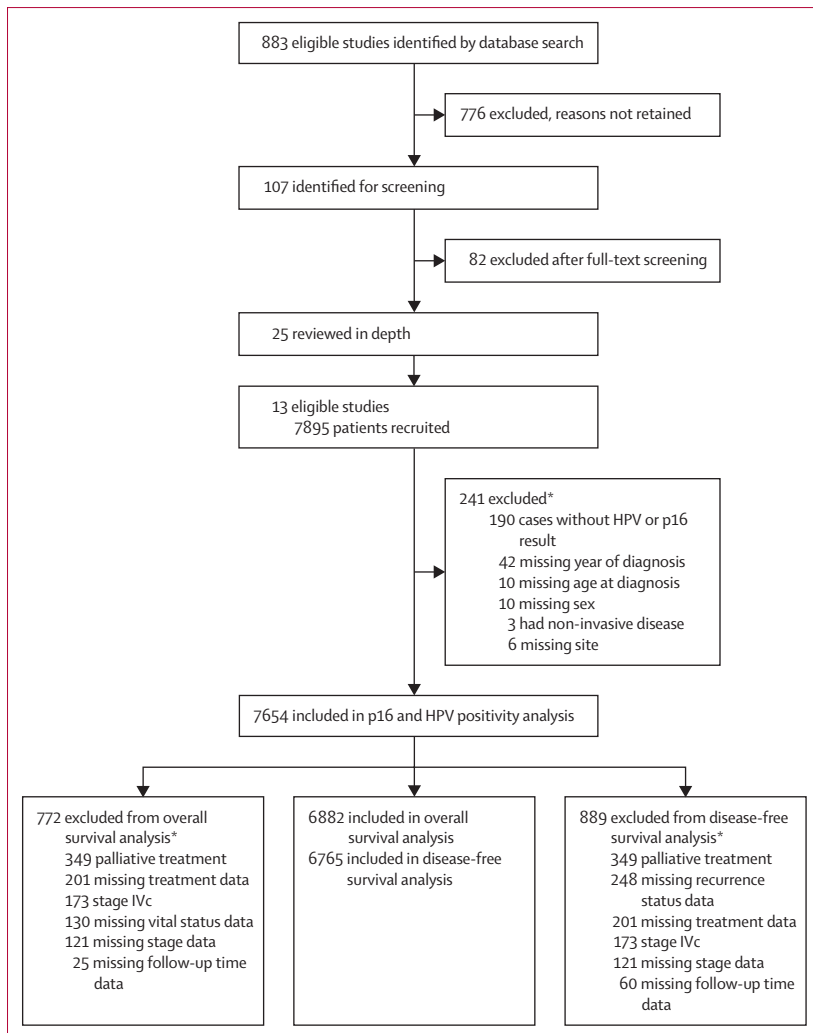 883 eligible studies identified by database search
776 excluded, reasons not retained
107 identified for screening
82 excluded after full-text screening
25 reviewed in depth
13 eligible studies
7895 patients recruited
241 excluded*
190 cases without HPV or p16
result
42 missing year of diagnosis
10 missing age at diagnosis
10 missing sex
3 had non-invasive disease
6 missing site
7654 included in p16 and HPV positivity analysis
772 excluded from overall
survival analysis*
349 palliative treatment
201 missing treatment data
173 stage IVc
130 missing vital status data
121 missing stage data
25 missing follow-up time
data
6882 included in overall
survival analysis
6765 included in disease-free
survival analysis
889 excluded from disease-free
survival analysis*
349 palliative treatment
248 missing recurrence
status data
201 missing treatment data
173 stage IVc
121 missing stage data
60 missing follow-up time
data